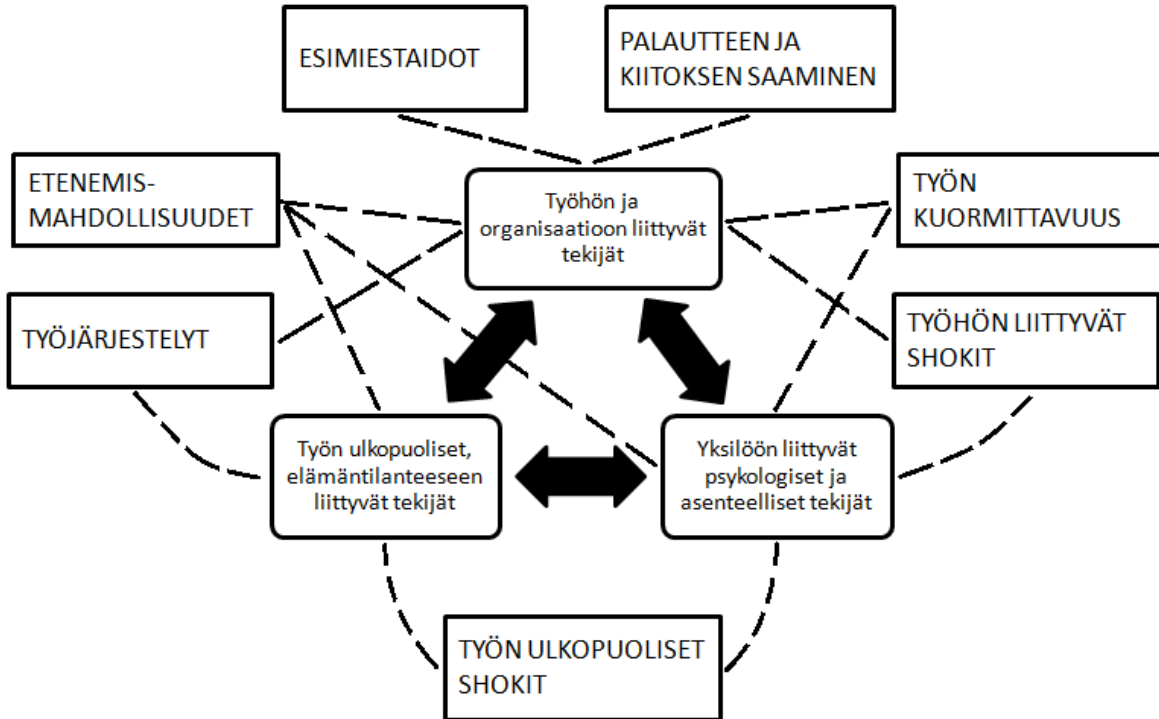 ESIMIESTAIDOT
PALAUTTEEN JA
KIITOKSEN SAAMINEN
ETENEMIS-
MAHDOLLISUUDET
Työhön ja
organisaatioon liittyvät
tekijät
TYÖN
KUORMITTAVUUS
TYÖJÄRJESTELYT
TYÖHÖN LIITTYVÄT
SHOKIT
Työn ulkopuoliset,
elämäntilanteeseen
liittyvät tekijät
Yksilöön liittyvät
psykologiset ja
asenteelliset tekijät
TYÖN ULKOPUOLISET
SHOKIT